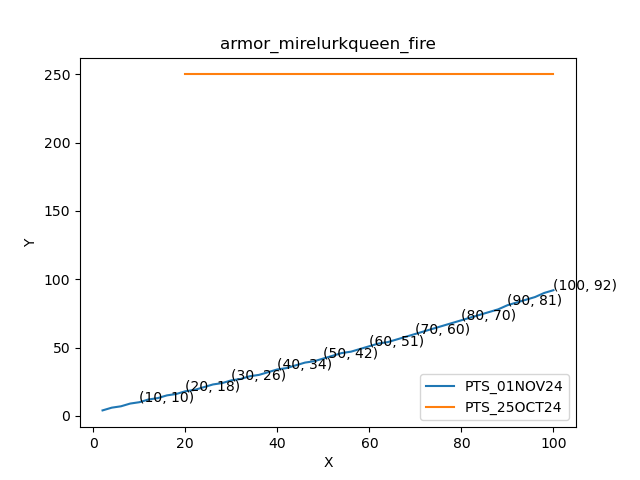 armor_mirelurkqueen_fire
250
200
150
100
50
0
Y
(10, 10)
(20, 18)
(30, 26)
(40, 34)
(50, 42)
(60, 51)
(70, 60)
(80, 70)
(90, 81)
(100, 92)
PTS_01NOV24
PTS_25OCT24
0 20 40 60 80 100
X